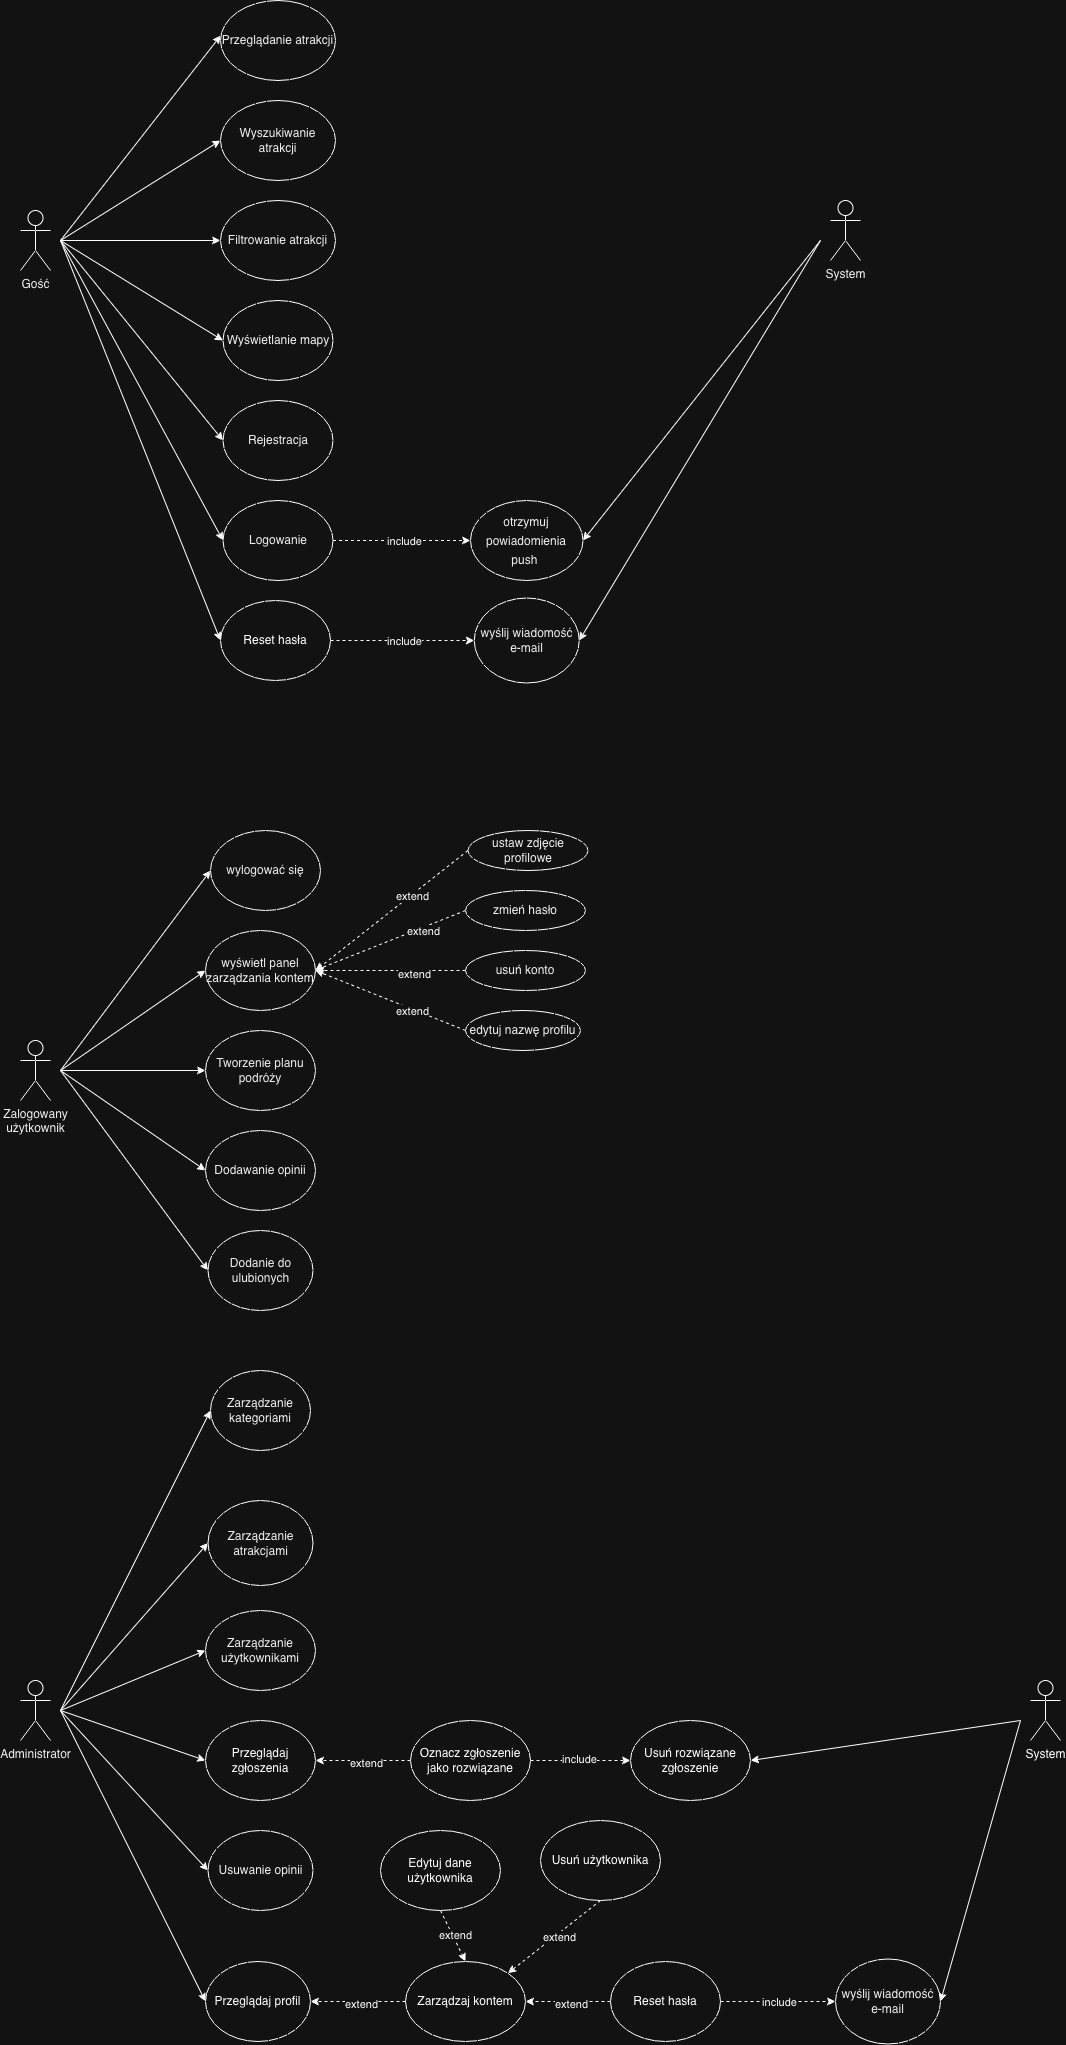 Przeglądanie atrakcji
Wyszukiwanie
atrakcji
Filtrowanie atrakcji
Gość
System
Wyświetlanie mapy
Rejestracja
Logowanie
include
otrzymuj
powiadomienia
push
Reset hasła
include
wyślij wiadomość
e-mail
wylogować się
ustaw zdjęcie
profilowe
extend
zmień hasło
extend
wyświetl panel
zarządzania kontem
extend
usuń konto
extend
edytuj nazwę profilu
Tworzenie planu
podróży
Zalogowany
użytkownik
Dodawanie opinii
Dodanie do
ulubionych
Zarządzanie
kategoriami
Zarządzanie
atrakcjami
Zarządzanie
użytkownikami
Administrator
System
Przeglądaj
zgłoszenia
extend
Oznacz zgłoszenie
jako rozwiązane
include
Usuń rozwiązane
zgłoszenie
Usuwanie opinii
Edytuj dane
użytkownika
Usuń użytkownika
extend
extend
Przeglądaj profil
extend
Zarządzaj kontem
extend
Reset hasła
include
wyślij wiadomość
e-mail